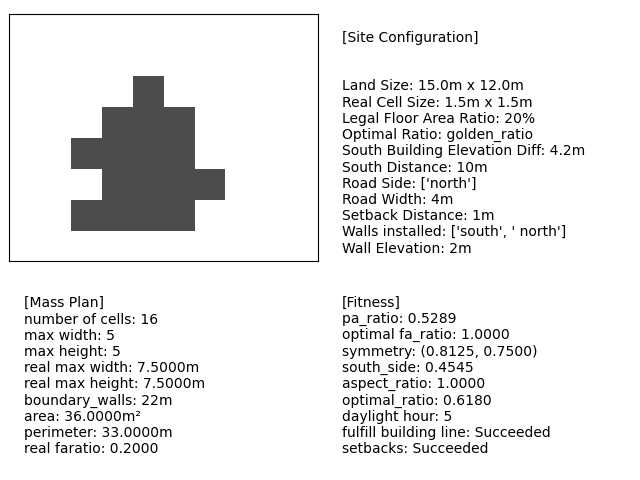 [Site Configuration]
Land Size: 15.0m x 12.0m
Real Cell Size: 1.5m x 1.5m
Legal Floor Area Ratio: 20%
Optimal Ratio: golden_ratio
South Building Elevation Diff: 4.2m
South Distance: 10m
Road Side: ['north']
Road Width: 4m
Setback Distance: 1m
Walls installed: ['south', ' north']
Wall Elevation: 2m
[Mass Plan]
number of cells: 16
max width: 5
max height: 5
real max width: 7.5000m
real max height: 7.5000m
boundary_walls: 22m
area: 36.0000m²
perimeter: 33.0000m
real faratio: 0.2000
[Fitness]
pa_ratio: 0.5289
optimal fa_ratio: 1.0000
symmetry: (0.8125, 0.7500)
south_side: 0.4545
aspect_ratio: 1.0000
optimal_ratio: 0.6180
daylight hour: 5
fulfill building line: Succeeded
setbacks: Succeeded